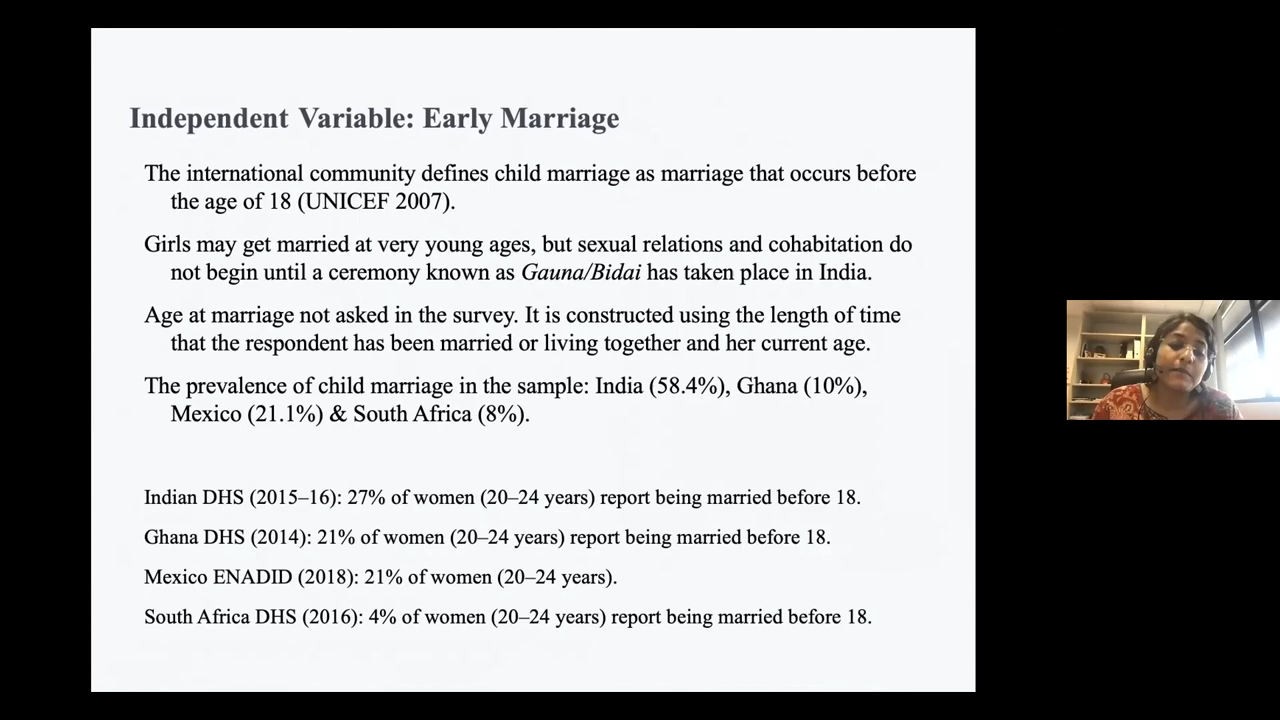 Independent Variable: Early Marriage
The international community defines child marriage as marriage that occurs before
the age of 18 (UNICEF 2007).
Girls may get married at very young ages, but sexual relations and cohabitation do
not begin until a ceremony known as Gauna/Bidai has taken place in India.
Age at marriage not asked in the survey. It is constructed using the length of time
that the respondent has been married or living together and her current age.
The prevalence of child marriage in the sample: India (58.4%), Ghana (10%),
Mexico (21.1%) & South Africa (8%).
Indian DHS (2015–16): 27% of women (20–24 years) report being married before 18.
Ghana DHS (2014): 21% of women (20–24 years) report being married before 18.
Mexico ENADID (2018): 21% of women (20–24 years).
South Africa DHS (2016): 4% of women (20–24 years) report being married before 18.